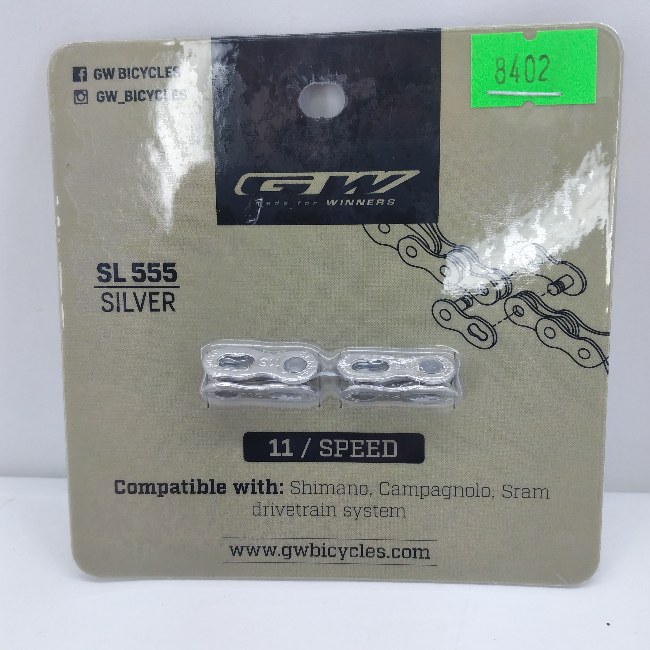 GW BICYCLES
GW_BICYCLES
8402
GW
made for WINNERS
SL 555
SILVER
11 / SPEED
Compatible with: Shimano, Campagnolo, Sram
drivetrain system
www.gwbicycles.com